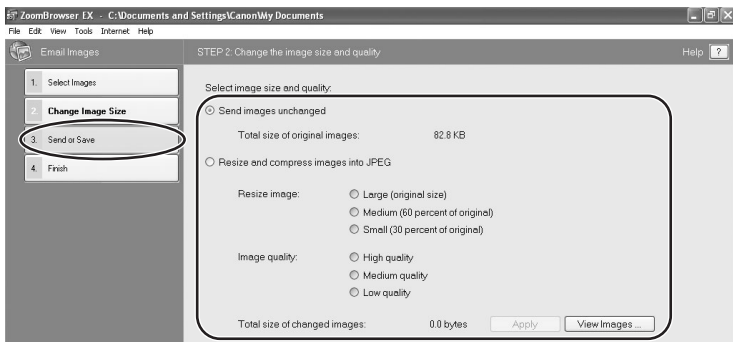 ZoomBrowser EX - C:\Documents and Settings\Canon\My Documents
File Edit View Tools Internet Help
Email Images
STEP 2: Change the image size and quality
Help ?
1. Select Images
2. Change Image Size
3. Send or Save
4. Finish
Select image size and quality:
Send images unchanged
Total size of original images: 82.8 KB
Resize and compress images into JPEG
Resize image: Large (original size)
Medium (60 percent of original)
Small (30 percent of original)
Image quality: High quality
Medium quality
Low quality
Total size of changed images: 0.0 bytes Apply View Images ...